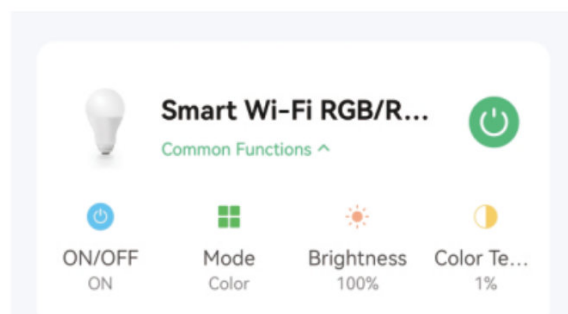 Smart Wi-Fi RGB/R...
Common Functions
ON/OFF Mode Brightness Color Te...
ON Color 100% 1%